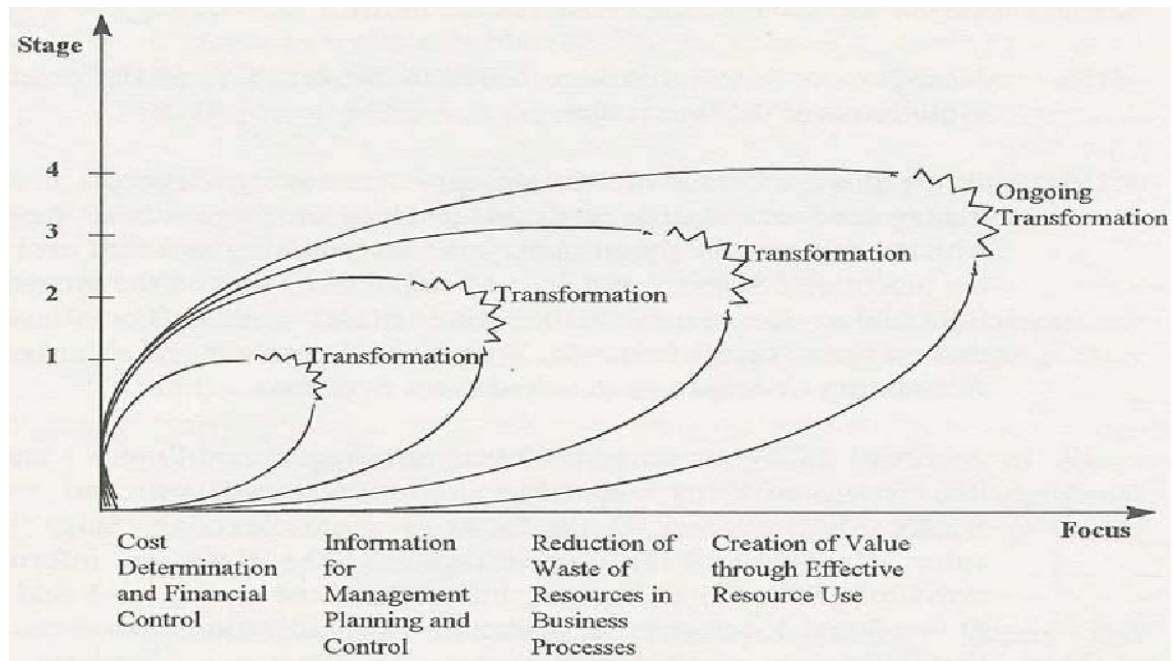 Stage
4
3
2
1
Ongoing
Transformation
Transformation
Transformation
Transformation
Focus
Cost
Determination
and Financial
Control
Information
for
Management
Planning and
Control
Reduction of
Waste of
Resources in
Business
Processes
Creation of Value
through Effective
Resource Use